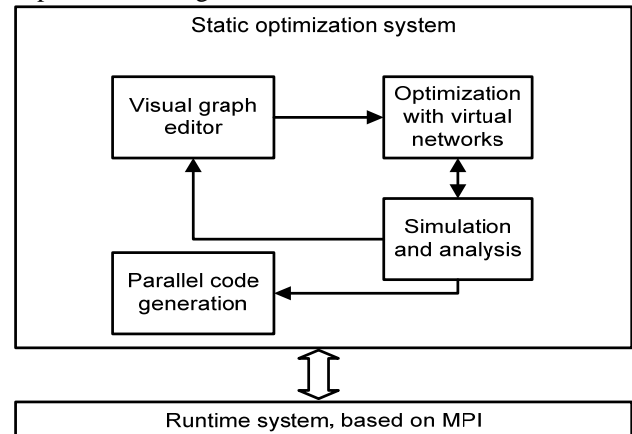 Static optimization system
Visual graph
editor
Optimization
with virtual
networks
Simulation
and analysis
Parallel code
generation
Runtime system, based on MPI